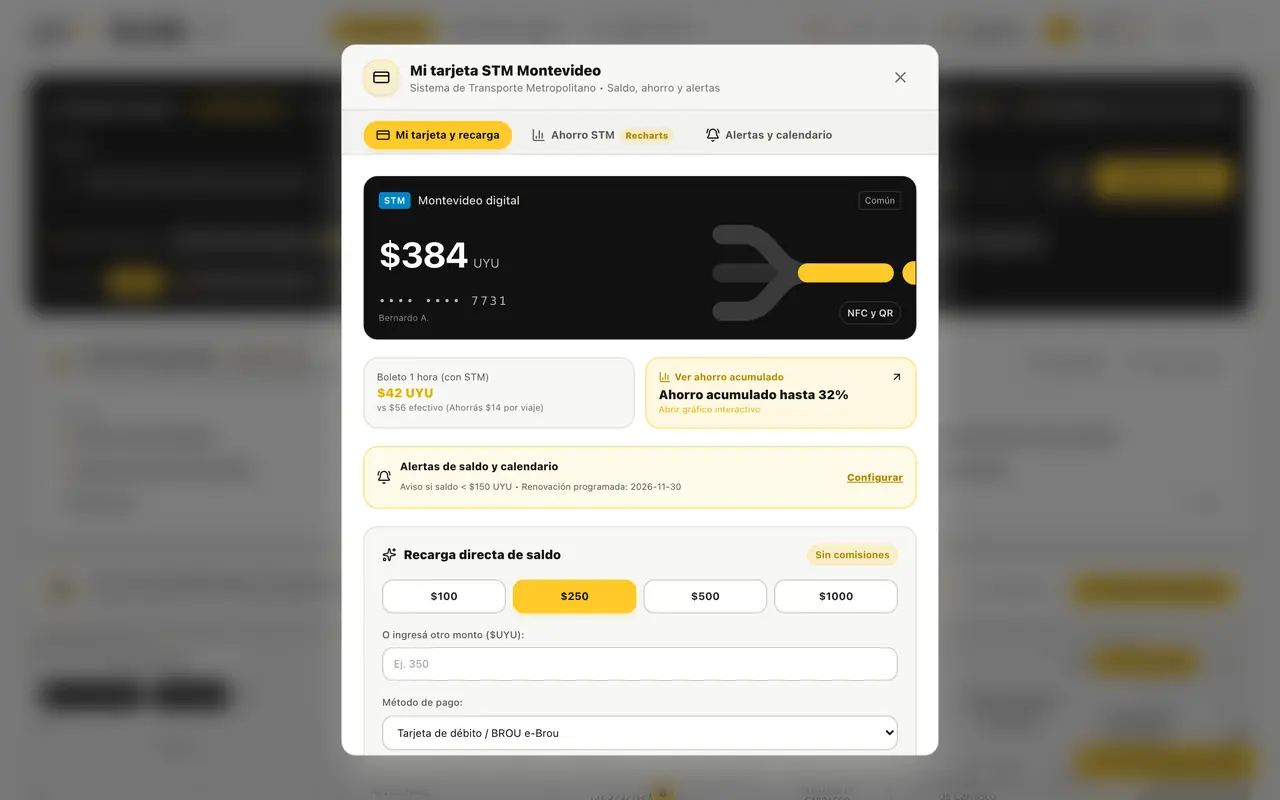 Mi tarjeta STM Montevideo
Sistema de Transporte Metropolitano • Saldo, ahorro y alertas
Mi tarjeta y recarga
Ahorro STM Recharts
Alertas y calendario
STM Montevideo digital
Común
$384 UYU
•••• •••• 7731
Bernardo A.
NFC y QR
Boleto 1 hora (con STM)
$42 UYU
vs $56 efectivo (Ahorrás $14 por viaje)
Ver ahorro acumulado
Ahorro acumulado hasta 32%
Abrir gráfico interactivo
Alertas de saldo y calendario
Aviso si saldo < $150 UYU • Renovación programada: 2026-11-30
Configurar
Recarga directa de saldo
Sin comisiones
$100
$250
$500
$1000
O ingresá otro monto ($UYU):
Ej. 350
Método de pago:
Tarjeta de débito / BROU e-Brou